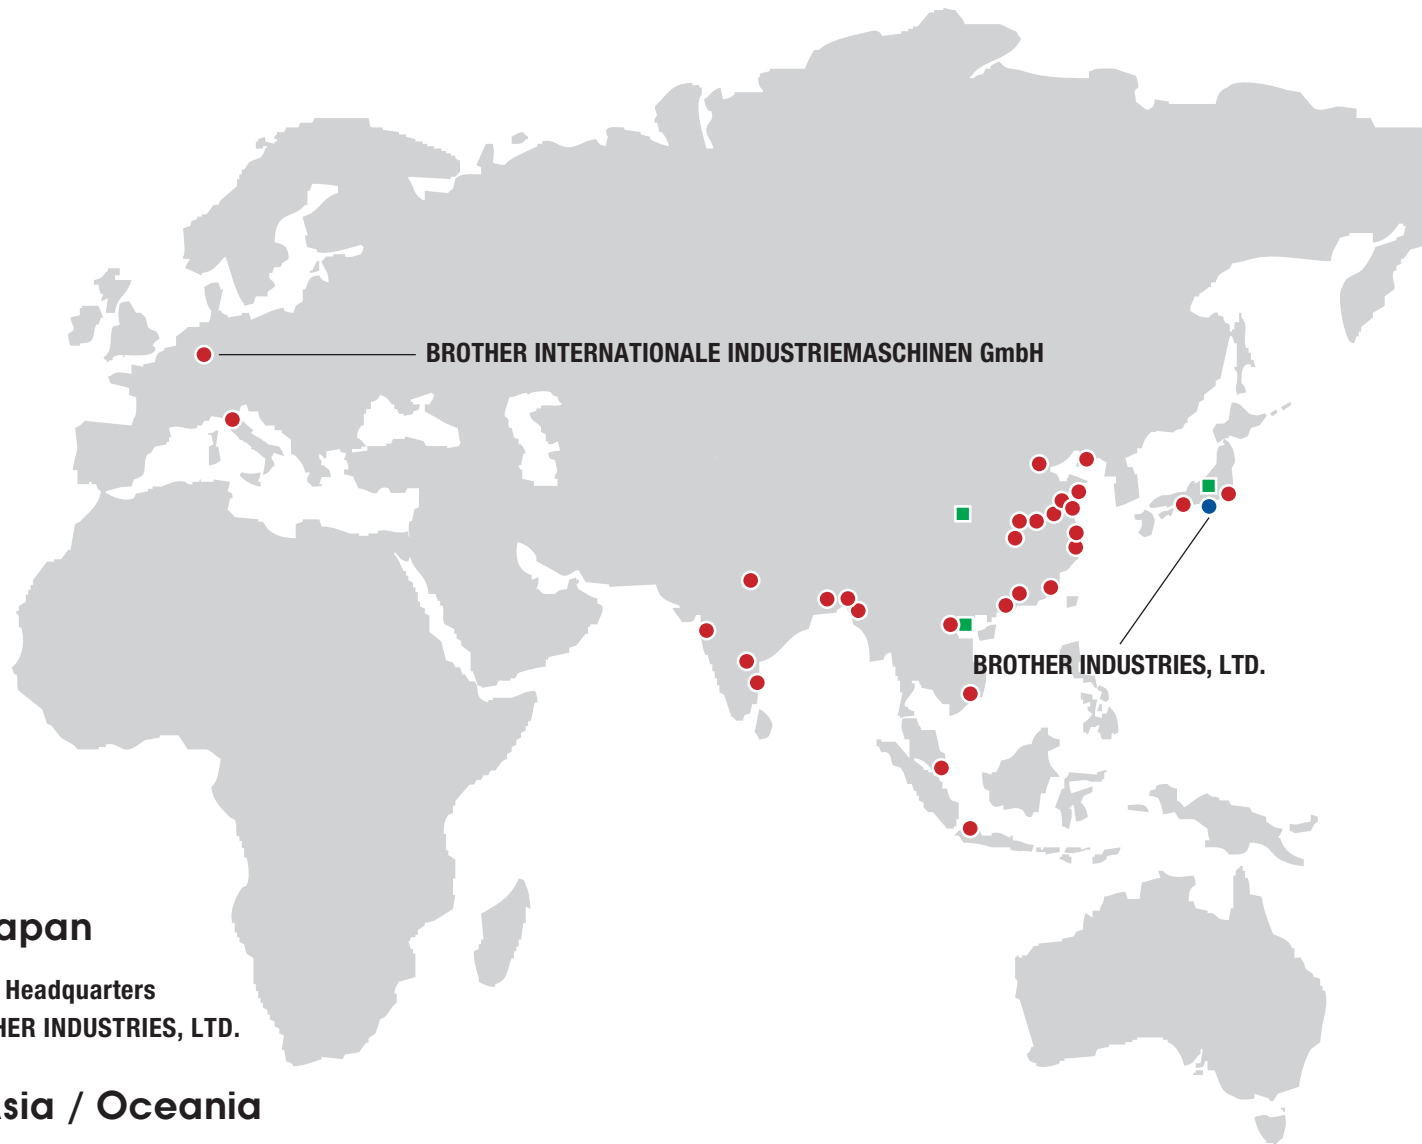 BROTHER INTERNATIONALE INDUSTRIEMASCHINEN GmbH
BROTHER INDUSTRIES, LTD.
apan
Headquarters
HER INDUSTRIES, LTD.
sia / Oceania